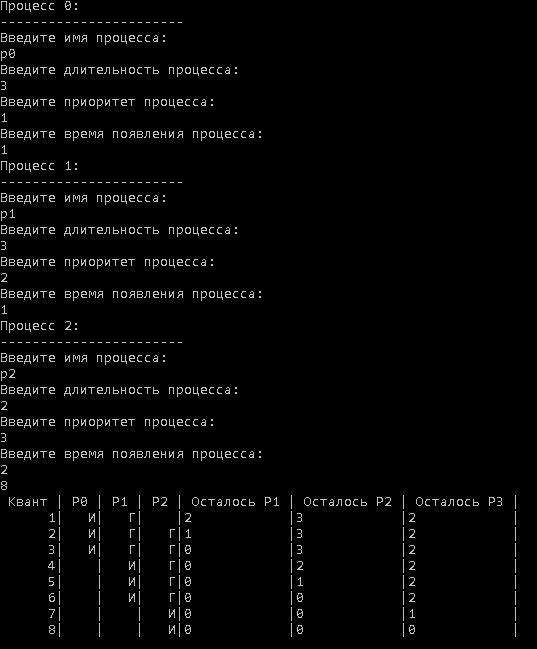 Процесс 0:
-----------------------
Введите имя процесса:
p0
Введите длительность процесса:
3
Введите приоритет процесса:
1
Введите время появления процесса:
1
Процесс 1:
-----------------------
Введите имя процесса:
p1
Введите длительность процесса:
3
Введите приоритет процесса:
2
Введите время появления процесса:
1
Процесс 2:
-----------------------
Введите имя процесса:
p2
Введите длительность процесса:
2
Введите приоритет процесса:
3
Введите время появления процесса:
2
8
 Квант | P0 | P1 | P2 | Осталось P1 | Осталось P2 | Осталось P3 |
      1|   И|   Г|    |2            |3            |2            |
      2|   И|   Г|   Г|1            |3            |2            |
      3|   И|   Г|   Г|0            |3            |2            |
      4|    |   И|   Г|0            |2            |2            |
      5|    |   И|   Г|0            |1            |2            |
      6|    |   И|   Г|0            |0            |2            |
      7|    |    |   И|0            |0            |1            |
      8|    |    |   И|0            |0            |0            |